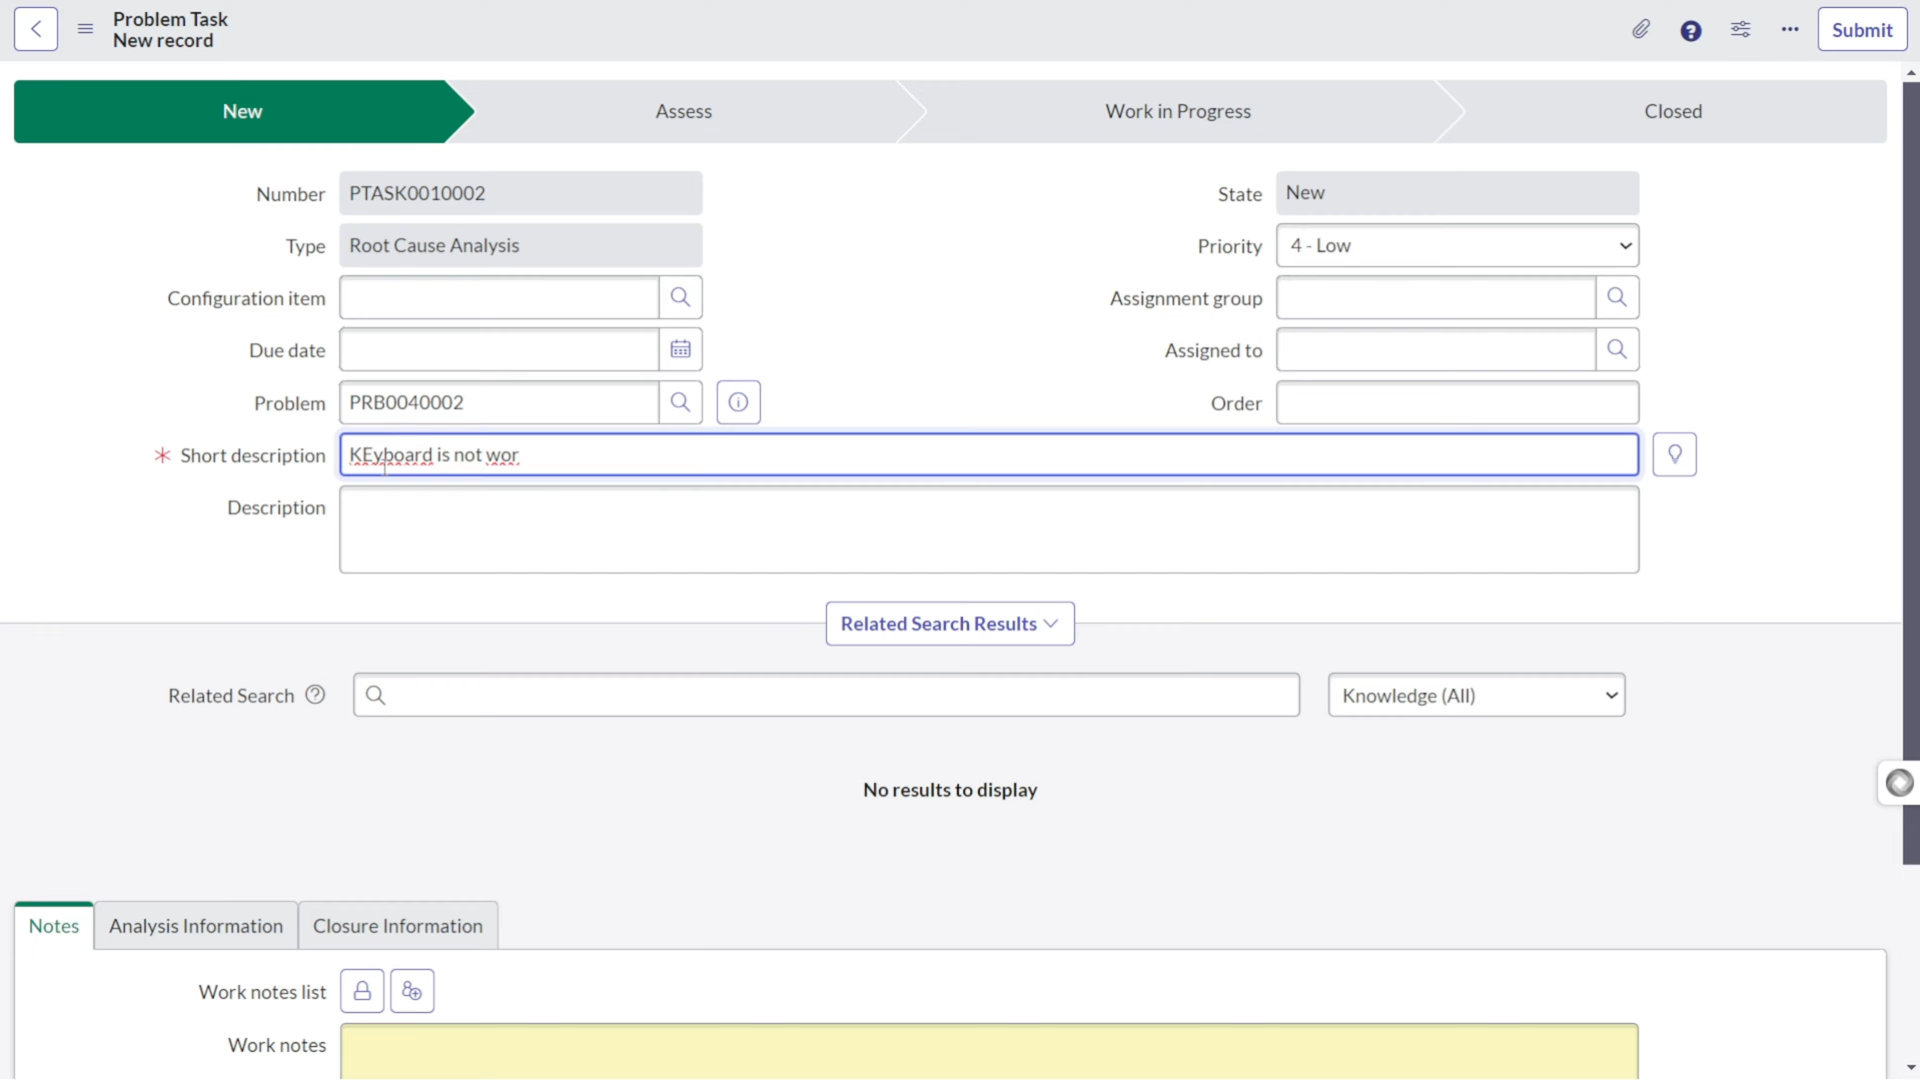 Problem Task
New record
Submit
New
Assess
Work in Progress
Closed
Number PTASK0010002
State New
Type Root Cause Analysis
Priority 4 - Low
Configuration item
Assignment group
Due date
Assigned to
Problem PRB0040002
Order
Short description KEyboard is not wor
Description
Related Search Results
Related Search
Knowledge (All)
No results to display
Notes
Analysis Information
Closure Information
Work notes list
Work notes